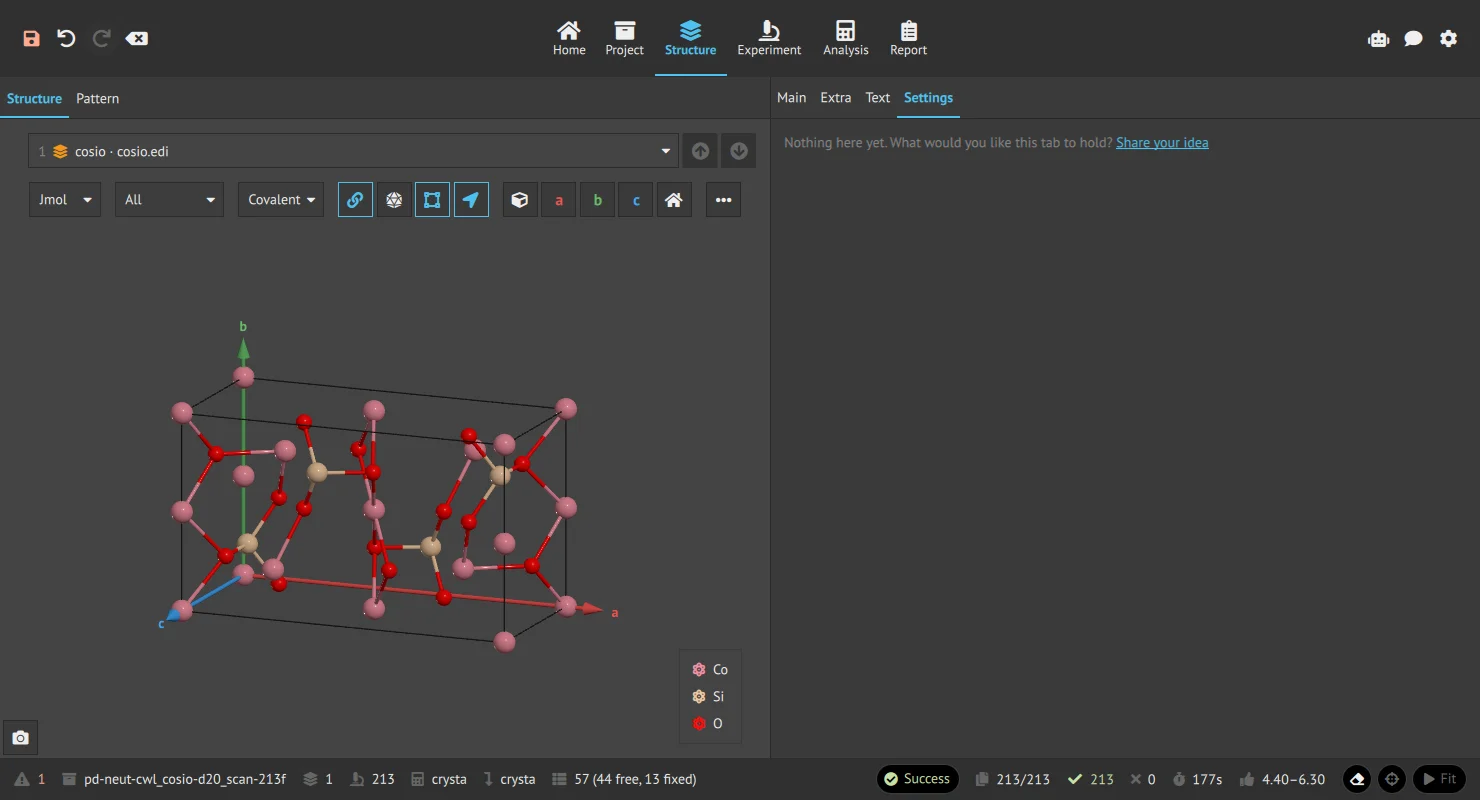 Home
Project
Structure
Experiment
Analysis
Report
Structure
Pattern
Main
Extra
Text
Settings
1 cosio · cosio.edi
Nothing here yet. What would you like this tab to hold? Share your idea
Jmol
All
Covalent
a
b
c
b
a
c
Co
Si
O
1
pd-neut-cwl_cosio-d20_scan-213f
1
213
crysta
crysta
57 (44 free, 13 fixed)
Success
213/213
213
0
177s
4.40–6.30
Fit